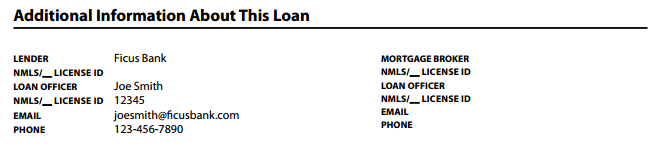 Additional Information About This Loan
LENDER Ficus Bank
NMLS/__ LICENSE ID
LOAN OFFICER Joe Smith
NMLS/__ LICENSE ID 12345
EMAIL joesmith@ficusbank.com
PHONE 123-456-7890
MORTGAGE BROKER
NMLS/__ LICENSE ID
LOAN OFFICER
NMLS/__ LICENSE ID
EMAIL
PHONE